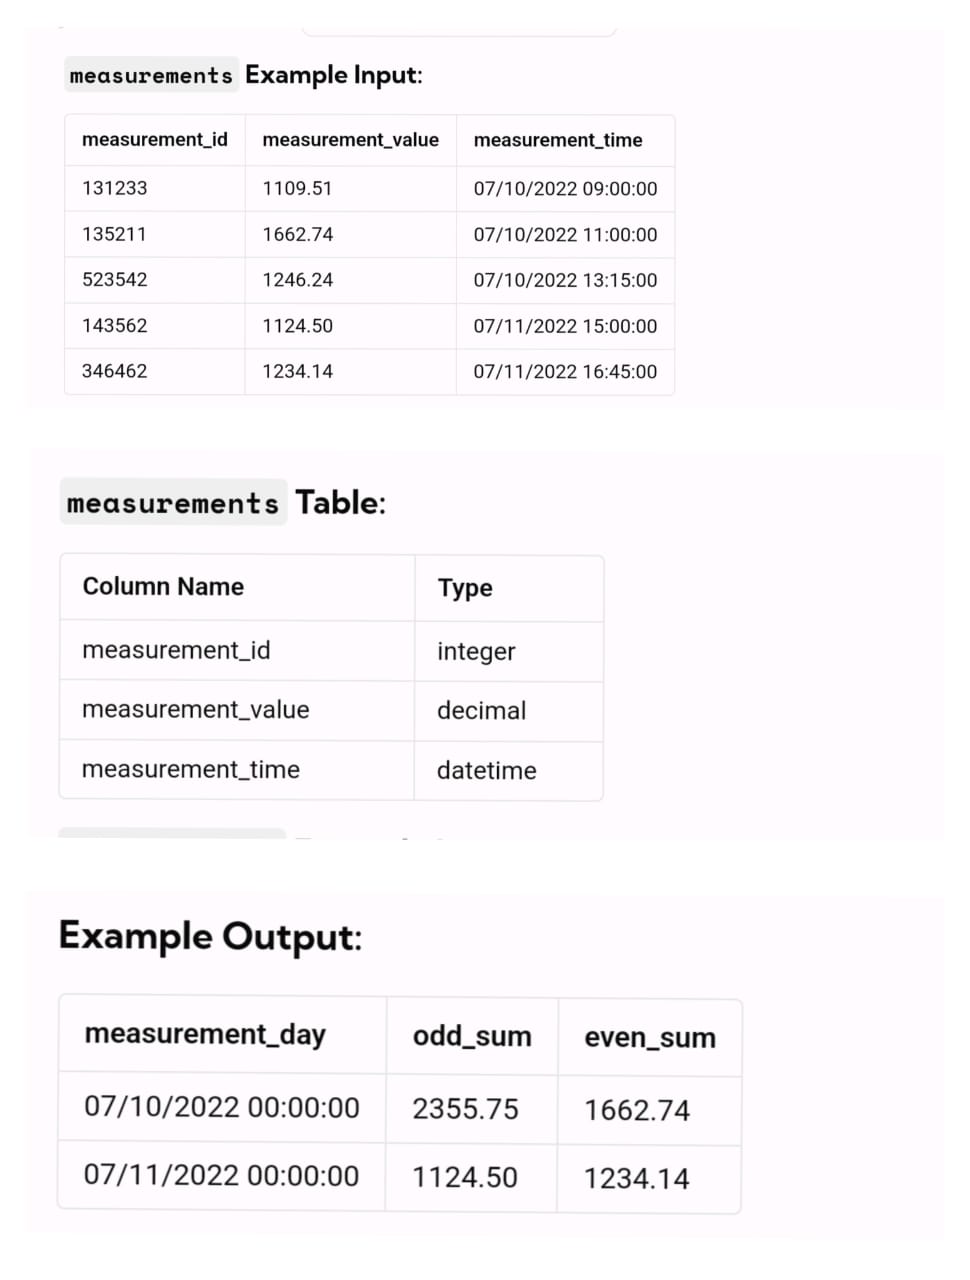 measurements Example Input:
measurement_id measurement_value measurement_time
131233 1109.51 07/10/2022 09:00:00
135211 1662.74 07/10/2022 11:00:00
523542 1246.24 07/10/2022 13:15:00
143562 1124.50 07/11/2022 15:00:00
346462 1234.14 07/11/2022 16:45:00
measurements Table:
Column Name Type
measurement_id integer
measurement_value decimal
measurement_time datetime
Example Output:
measurement_day odd_sum even_sum
07/10/2022 00:00:00 2355.75 1662.74
07/11/2022 00:00:00 1124.50 1234.14